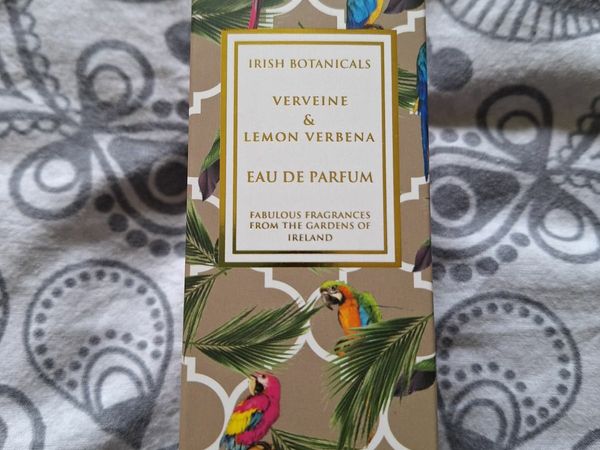 IRISH BOTANICALS
VERVEINE
&
LEMON VERBENA
EAU DE PARFUM
FABULOUS FRAGRANCES
FROM THE GARDENS OF
IRELAND